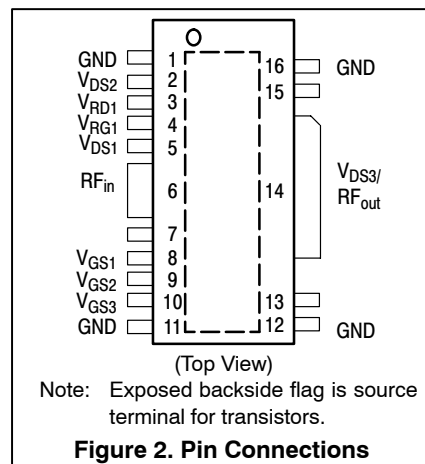 GND 1 16 GND
VDS2 2 15
VRD1 3
VRG1 4
VDS1 5
RFin 6 14 VDS3/
RFout
7
VGS1 8
VGS2 9
VGS3 10 13
GND 11 12 GND
(Top View)
Note: Exposed backside flag is source
terminal for transistors.
Figure 2. Pin Connections